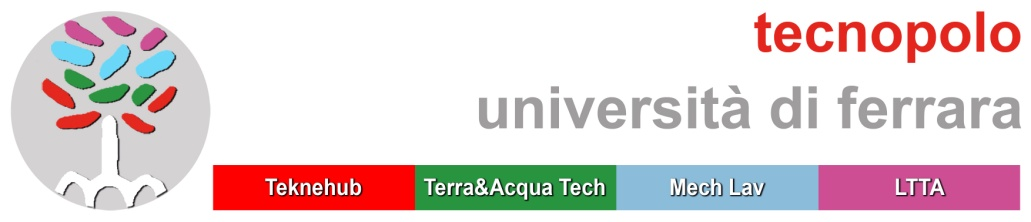 tecnopolo
università di ferrara
Teknehub Terra&Acqua Tech Mech Lav LTTA